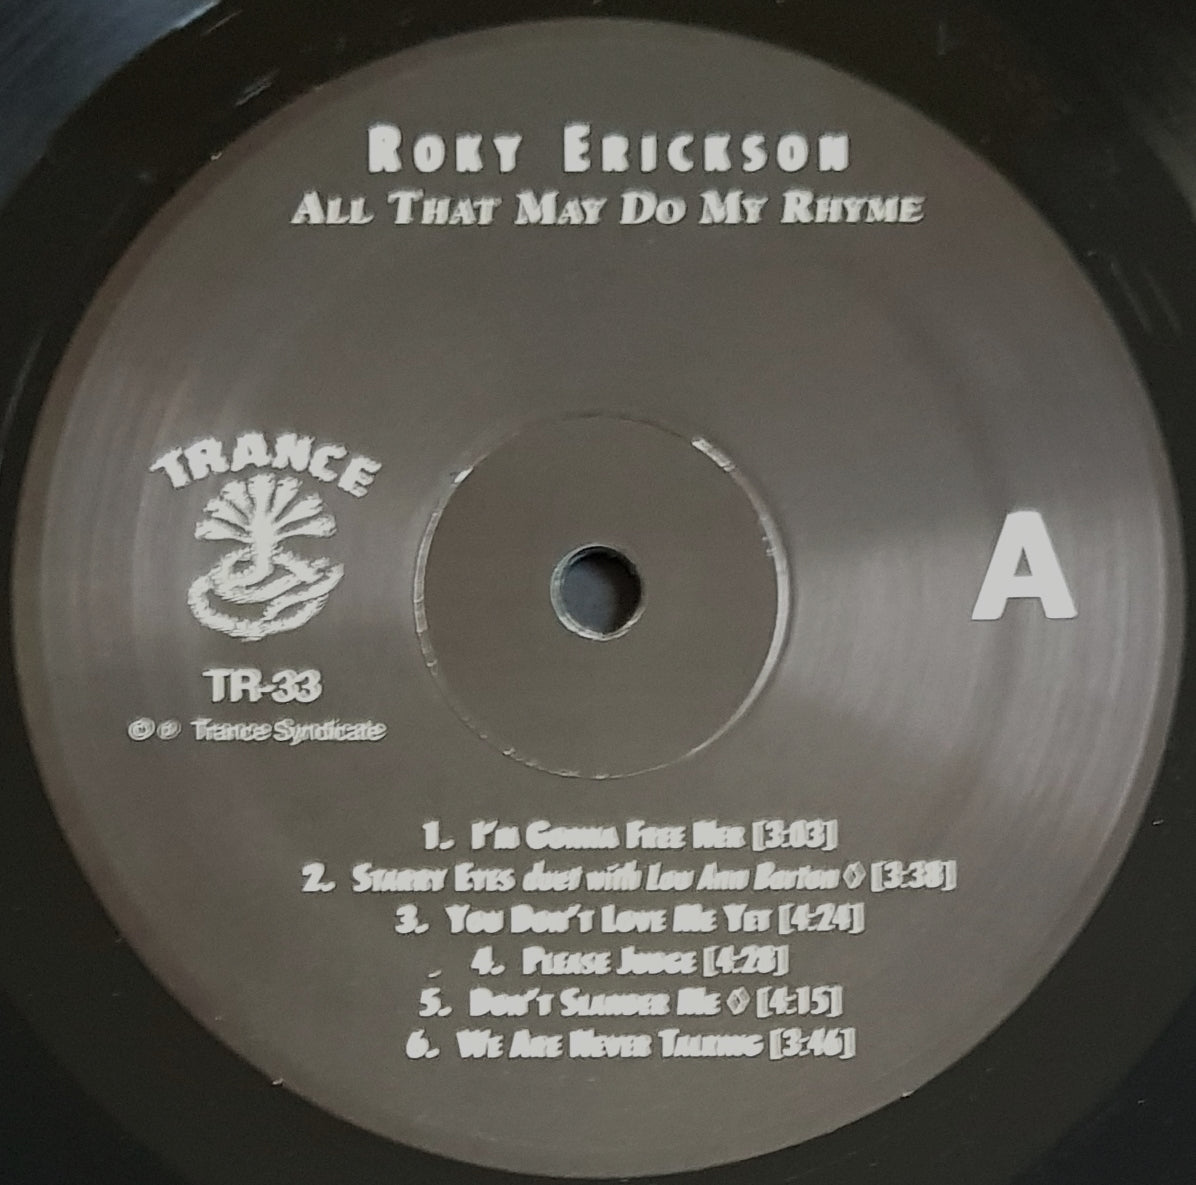 Roky Erickson
All That May Do My Rhyme
TRANCE
A
TR-33
© ℗ Trance Syndicate
1. I'm Gonna Free Her [3:03]
2. Starry Eyes duet with Lou Ann Barton ◊ [3:38]
3. You Don't Love Me Yet [4:24]
4. Please Judge [4:28]
5. Don't Slander Me ◊ [4:15]
6. We Are Never Talking [3:46]